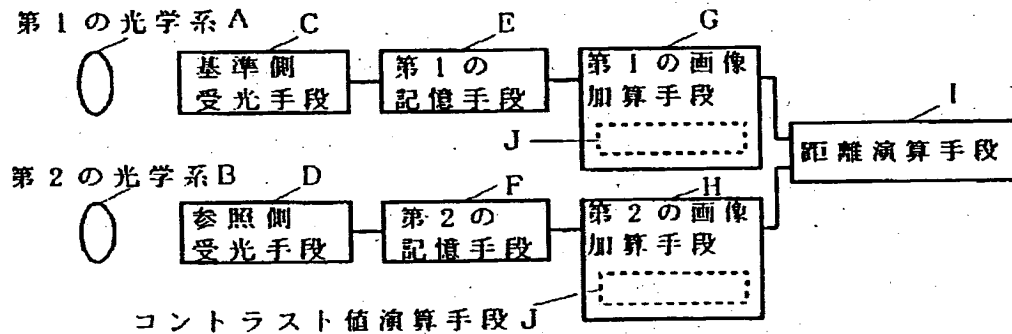 第1の光学系A
C
E
G
基準側
受光手段
第1の
記憶手段
第1の画像
加算手段
J
I
距離演算手段
第2の光学系B
D
F
H
参照側
受光手段
第2の
記憶手段
第2の画像
加算手段
コントラスト値演算手段J